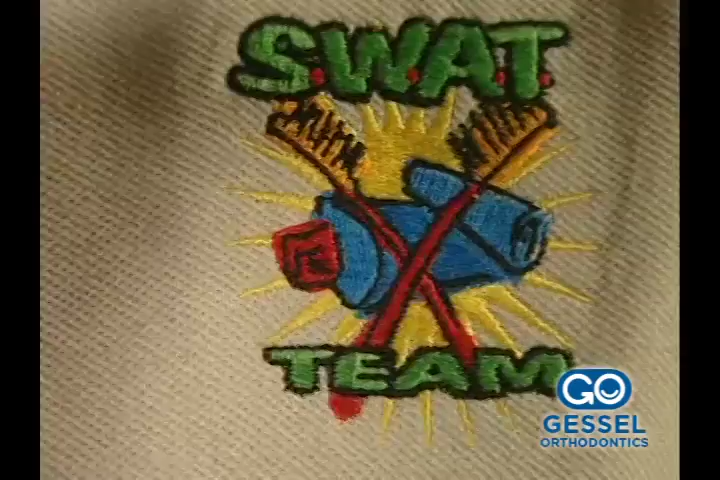 S.W.A.T.
TEAM
GO
GESSEL
ORTHODONTICS